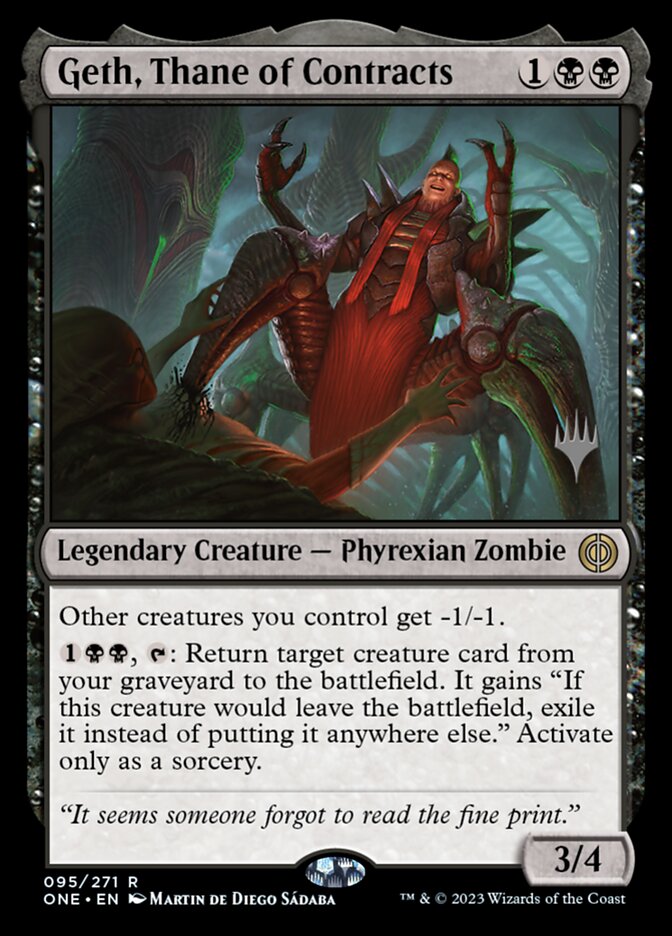 Geth, Thane of Contracts 1
Legendary Creature — Phyrexian Zombie
Other creatures you control get -1/-1.
1, : Return target creature card from
your graveyard to the battlefield. It gains “If
this creature would leave the battlefield, exile
it instead of putting it anywhere else.” Activate
only as a sorcery.
“It seems someone forgot to read the fine print.”
3/4
095/271 R
ONE • EN MARTIN DE DIEGO SÁDABA ™ & © 2023 Wizards of the Coast